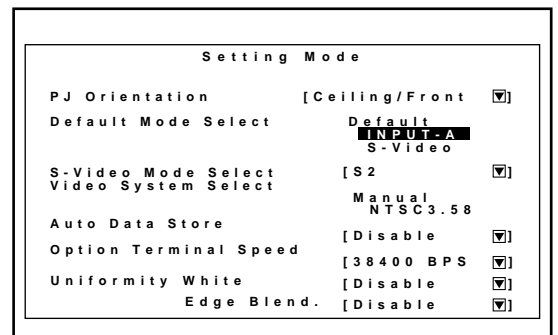 Setting Mode
PJ Orientation [Ceiling/Front ▼]
Default Mode Select Default
INPUT-A
S-Video
S-Video Mode Select [S2 ▼]
Video System Select
Manual
NTSC3.58
Auto Data Store
[Disable ▼]
Option Terminal Speed
[38400 BPS ▼]
Uniformity White [Disable ▼]
Edge Blend. [Disable ▼]